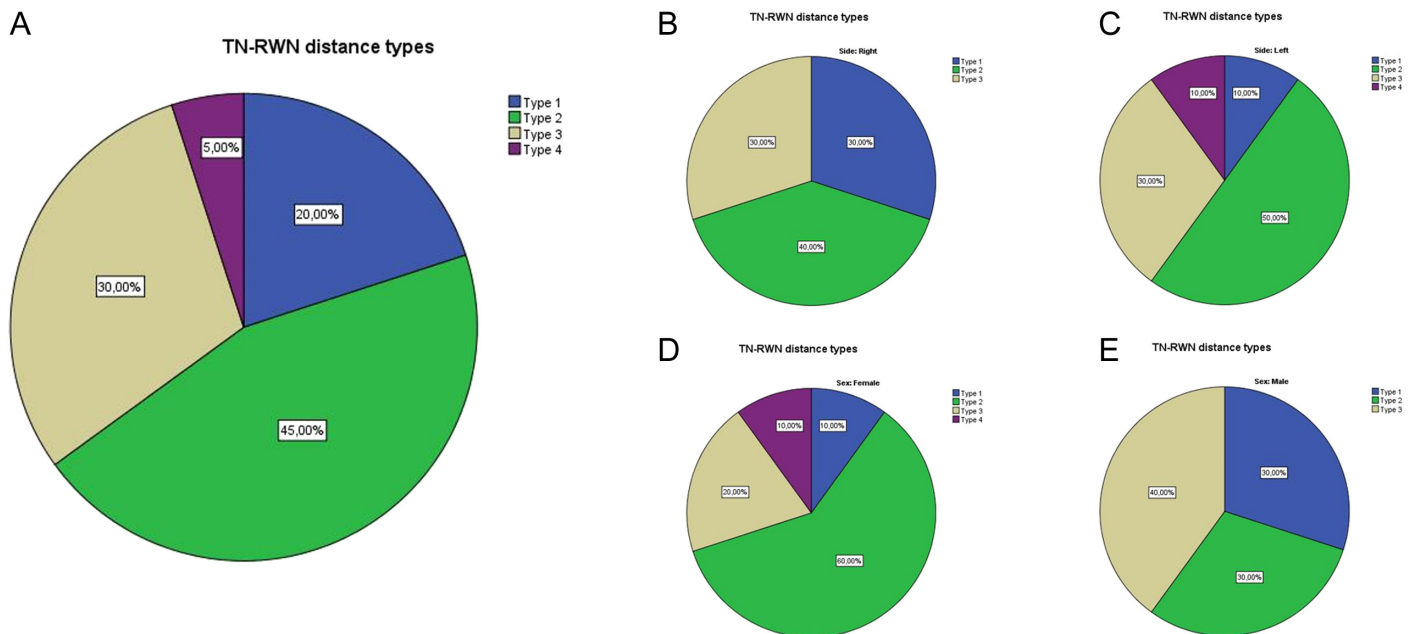 A
TN-RWN distance types
Type 1
Type 2
Type 3
Type 4
5,00%
20,00%
30,00%
45,00%
B
TN-RWN distance types
Side: Right
Type 1
Type 2
Type 3
30,00%
30,00%
40,00%
C
TN-RWN distance types
Side: Left
Type 1
Type 2
Type 3
Type 4
10,00%
10,00%
30,00%
50,00%
D
TN-RWN distance types
Sex: Female
Type 1
Type 2
Type 3
Type 4
10,00%
10,00%
20,00%
60,00%
E
TN-RWN distance types
Sex: Male
Type 1
Type 2
Type 3
30,00%
40,00%
30,00%